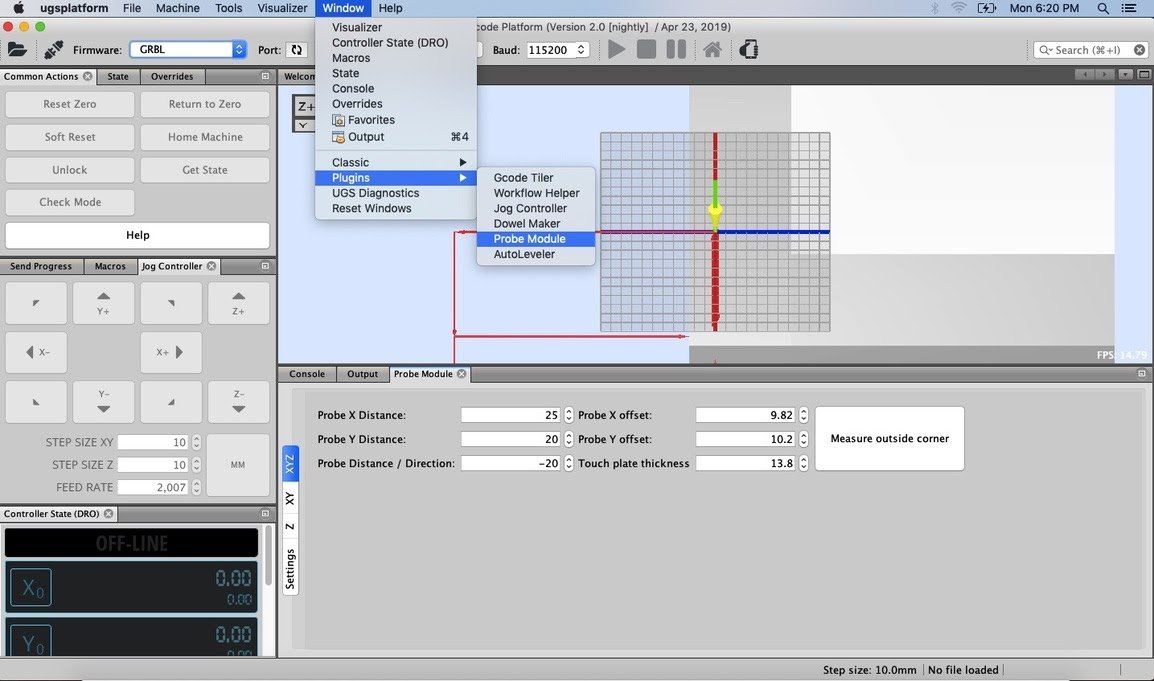 ugsplatform File Machine Tools Visualizer Window Help Mon 6:20 PM
code Platform (Version 2.0 [nightly] / Apr 23, 2019)
Firmware: GRBL Port: Baud: 115200 Search (⌘+I)
Common Actions State Overrides
Reset Zero Return to Zero
Soft Reset Home Machine
Unlock Get State
Check Mode
Help
Send Progress Macros Jog Controller
Y+ Z+
X- X+
Y- Z-
STEP SIZE XY 10
STEP SIZE Z 10
FEED RATE 2,007
MM
Controller State (DRO)
OFF-LINE
X0 0.00
0.00
Y0 0.00
0.00
Visualizer
Controller State (DRO)
Macros
State
Console
Overrides
Favorites
Output ⌘4
Classic
Plugins
UGS Diagnostics
Reset Windows
Gcode Tiler
Workflow Helper
Jog Controller
Dowel Maker
Probe Module
AutoLeveler
Welcom
Z+
Y
FPS: 14.79
Console Output Probe Module
XYZ
XY
Z
Settings
Probe X Distance: 25 Probe X offset: 9.82
Probe Y Distance: 20 Probe Y offset: 10.2
Probe Distance / Direction: -20 Touch plate thickness 13.8
Measure outside corner
Step size: 10.0mm No file loaded